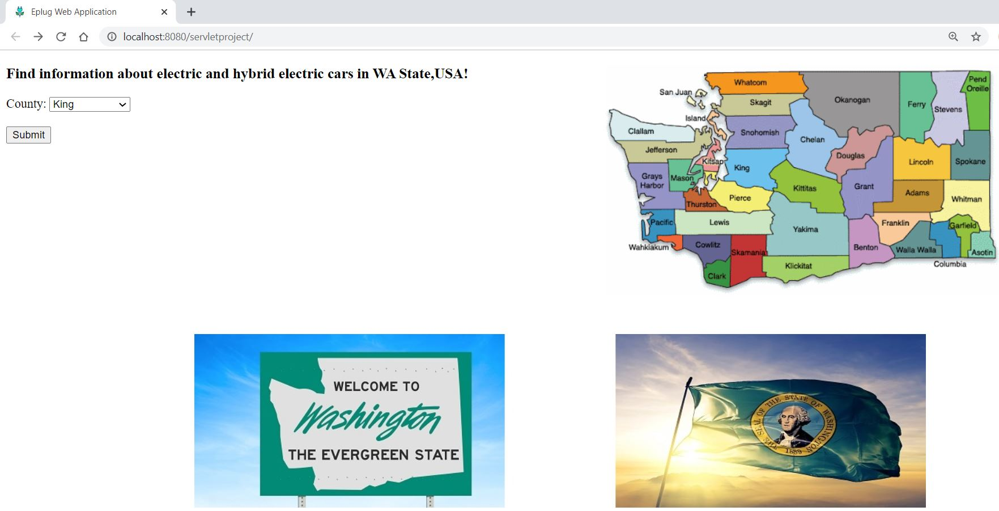 Eplug Web Application
localhost:8080/servletproject/
Find information about electric and hybrid electric cars in WA State,USA!
County: King
Submit
Whatcom
San Juan
Skagit
Island
Okanogan
Ferry
Stevens
Pend
Oreille
Clallam
Snohomish
Chelan
Jefferson
Kitsap
King
Douglas
Lincoln
Spokane
Grays
Harbor
Mason
Kittitas
Grant
Adams
Whitman
Thurston
Pierce
Pacific
Lewis
Yakima
Franklin
Garfield
Wahkiakum
Cowlitz
Skamania
Benton
Walla Walla
Asotin
Columbia
Klickitat
Clark
WELCOME TO
Washington
THE EVERGREEN STATE
THE SEAL OF THE STATE OF WASHINGTON
1889